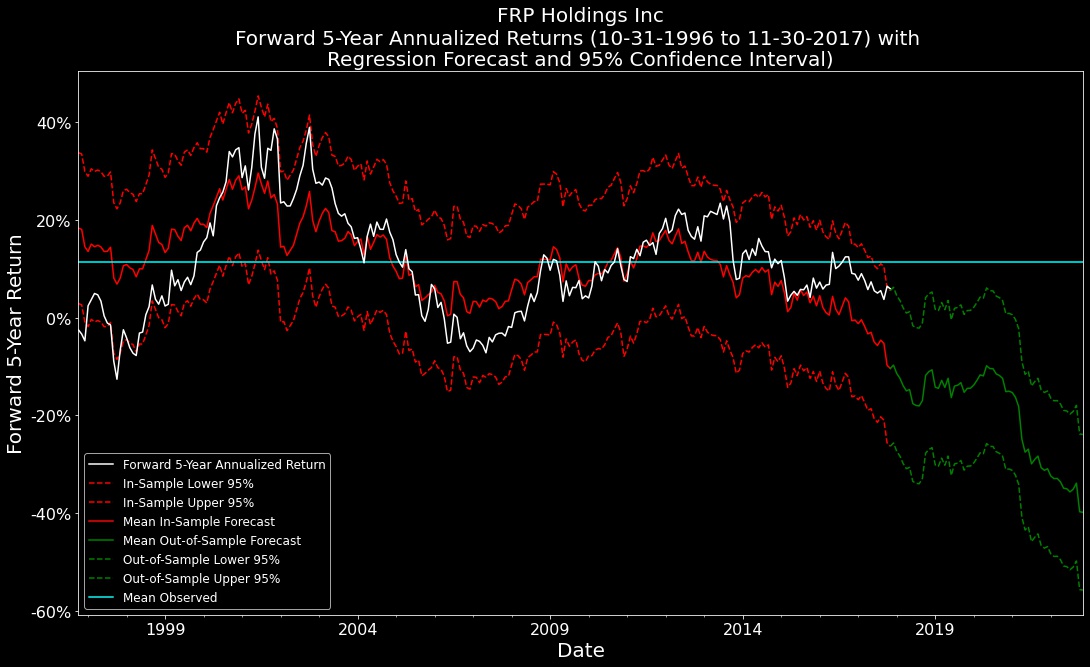 FRP Holdings Inc
Forward 5-Year Annualized Returns (10-31-1996 to 11-30-2017) with
Regression Forecast and 95% Confidence Interval)
Forward 5-Year Return
40%
20%
0%
-20%
-40%
-60%
Forward 5-Year Annualized Return
In-Sample Lower 95%
In-Sample Upper 95%
Mean In-Sample Forecast
Mean Out-of-Sample Forecast
Out-of-Sample Lower 95%
Out-of-Sample Upper 95%
Mean Observed
1999 2004 2009 2014 2019
Date